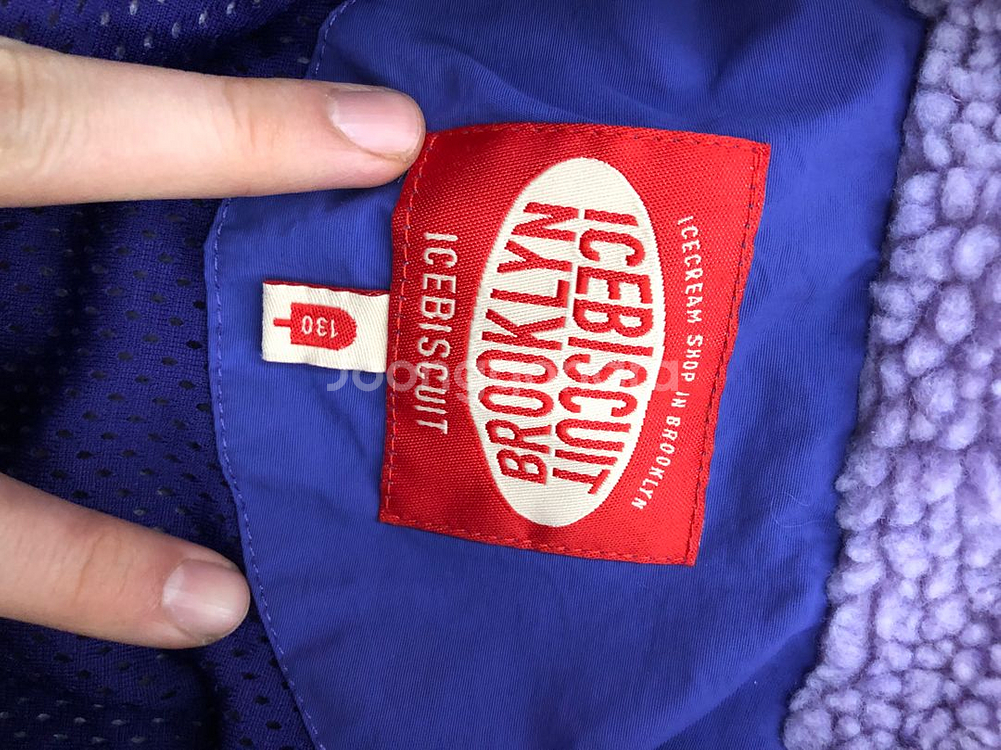 ICECREAM SHOP IN BROOKLYN
ICEBISCUIT
BROOKLYN
ICEBISCUIT
130